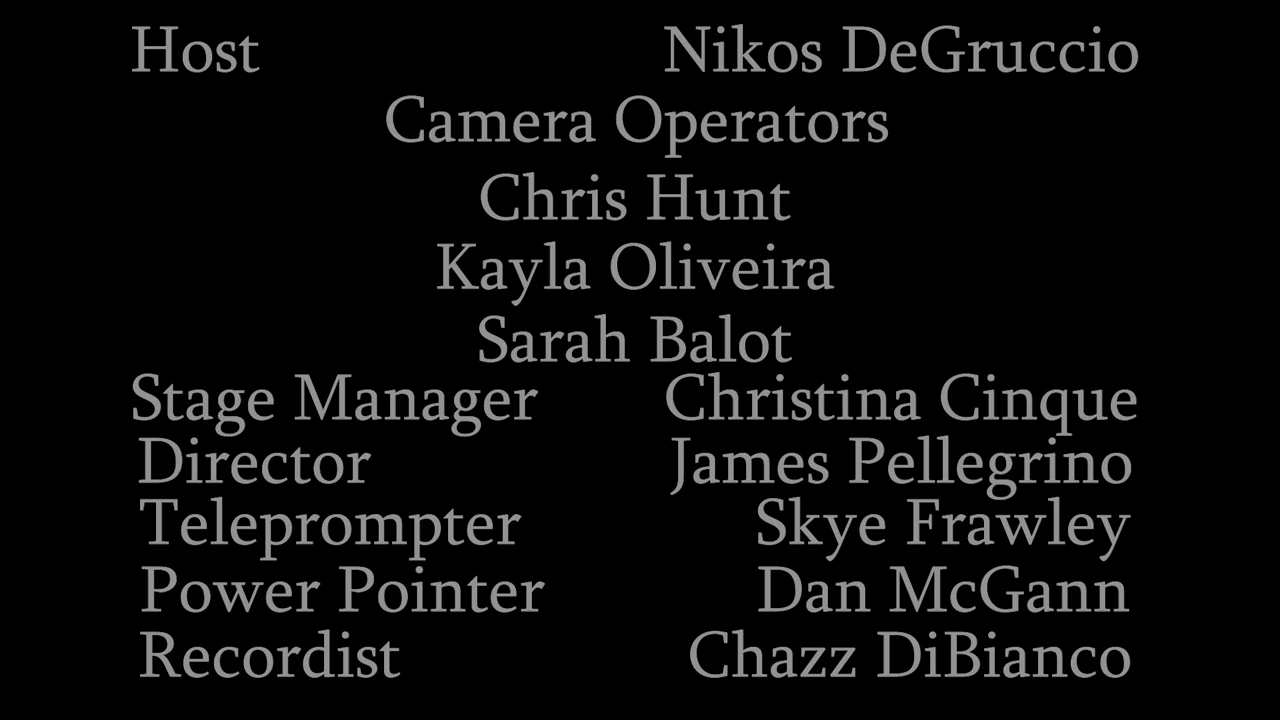 Host Nikos DeGruccio
Camera Operators
Chris Hunt
Kayla Oliveira
Sarah Balot
Stage Manager Christina Cinque
Director James Pellegrino
Teleprompter Skye Frawley
Power Pointer Dan McGann
Recordist Chazz DiBianco